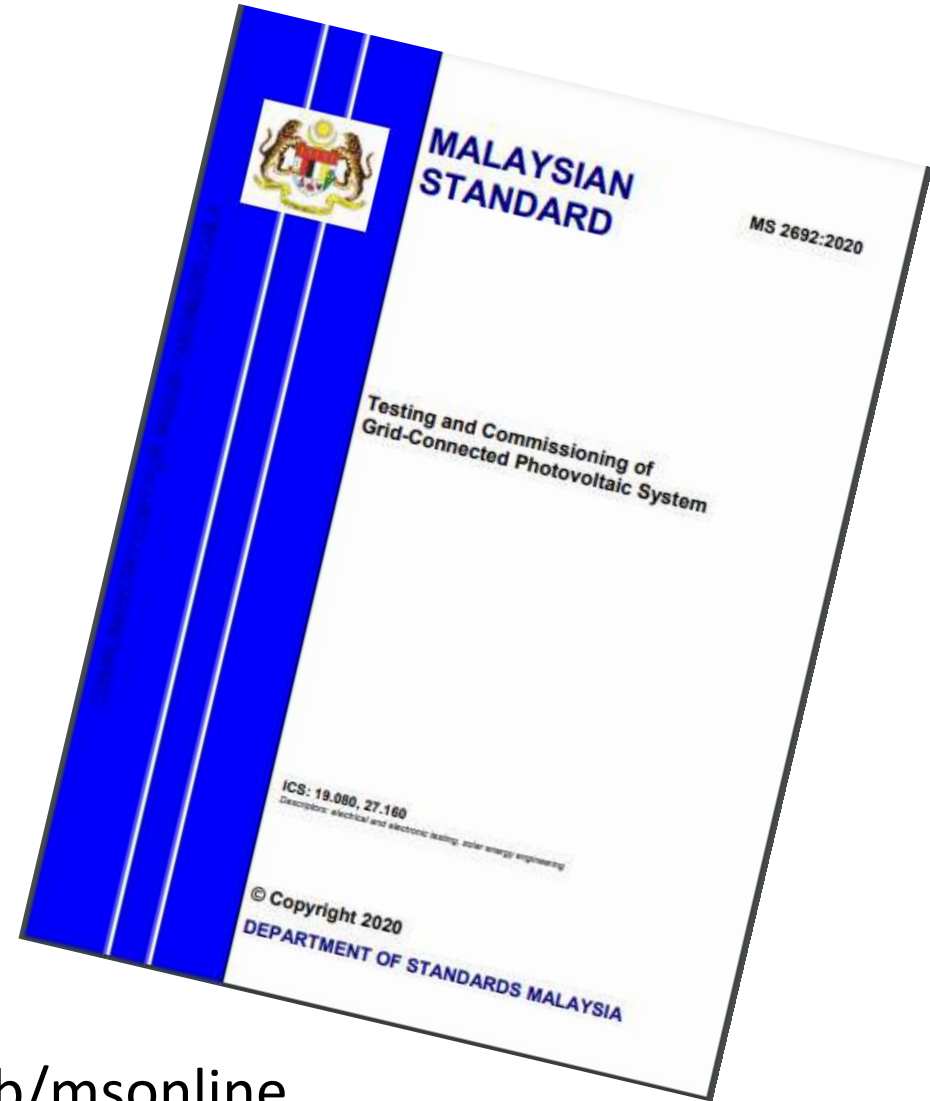 MALAYSIAN
STANDARD
MS 2692:2020
Testing and Commissioning of
Grid-Connected Photovoltaic System
ICS: 19.080, 27.160
Descriptors: electrical and electronic testing, solar energy engineering
© Copyright 2020
DEPARTMENT OF STANDARDS MALAYSIA
b/msonline